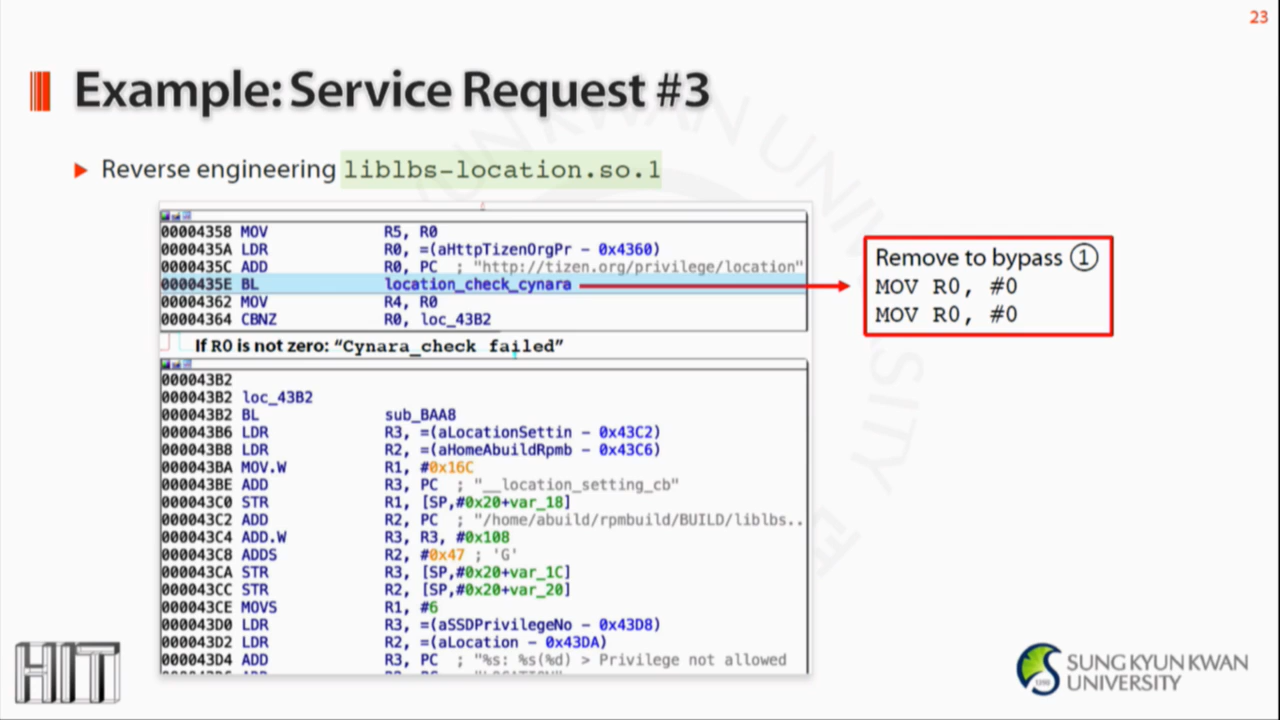 23
Example: Service Request #3
Reverse engineering liblbs-location.so.1
00004358 MOV R5, R0
0000435A LDR R0, =(aHttpTizenOrgPr - 0x4360)
0000435C ADD R0, PC ; "http://tizen.org/privilege/location"
0000435E BL location_check_cynara
00004362 MOV R4, R0
00004364 CBNZ R0, loc_43B2
Remove to bypass ①
MOV R0, #0
MOV R0, #0
If R0 is not zero: “Cynara_check failed”
000043B2
000043B2 loc_43B2
000043B2 BL sub_BAA8
000043B6 LDR R3, =(aLocationSettin - 0x43C2)
000043B8 LDR R2, =(aHomeAbuildRpmb - 0x43C6)
000043BA MOV.W R1, #0x16C
000043BE ADD R3, PC ; "__location_setting_cb"
000043C0 STR R1, [SP,#0x20+var_18]
000043C2 ADD R2, PC ; "/home/abuild/rpmbuild/BUILD/liblbs..
000043C4 ADD.W R3, R3, #0x108
000043C8 ADDS R2, #0x47 ; 'G'
000043CA STR R3, [SP,#0x20+var_1C]
000043CC STR R2, [SP,#0x20+var_20]
000043CE MOVS R1, #6
000043D0 LDR R3, =(aSSDPrivilegeNo - 0x43D8)
000043D2 LDR R2, =(aLocation - 0x43DA)
000043D4 ADD R3, PC ; "%s: %s(%d) > Privilege not allowed
HIT
SUNG KYUN KWAN
UNIVERSITY